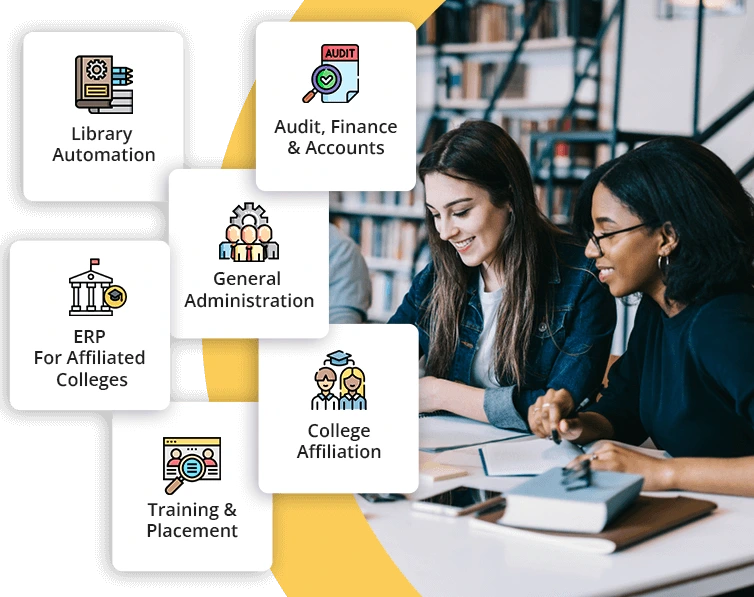 Library
Automation
AUDIT
Audit, Finance
& Accounts
General
Administration
ERP
For Affiliated
Colleges
College
Affiliation
Training &
Placement